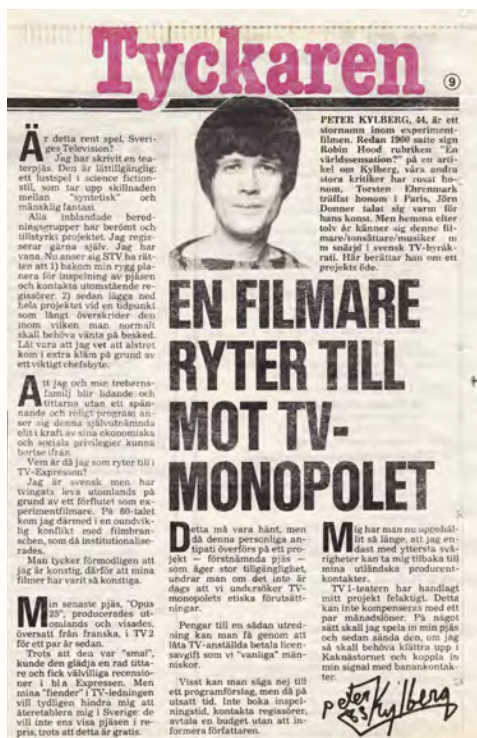 Tyckaren
9
Är detta rent spel, Sveri-
ges Television?
Jag har skrivit en tea-
terpjäs. Den är lättillgänglig:
ett lustspel i science fiction-
stil, som tar upp skillnaden
mellan "syntetisk" och
mänsklig fantasi.
Alla inblandade bered-
ningsgrupper har berömt och
tillstyrkt projektet. Jag regis-
serar gärna själv. Jag har
vana. Nu anser sig STV ha rät-
ten att 1) bakom min rygg pla-
nera för inspelning av pjäsen
och kontakta utomstående re-
gissörer. 2) sedan lägga ned
hela projektet vid en tidpunkt
som långt överskrider den
inom vilken man normalt
skall behöva vänta på besked.
Låt vara att jag vet att alstret
kom i extra kläm på grund av
ett viktigt chefsbyte.
Att jag och min trebarns-
familj blir lidande och
tittarna utan ett spän-
nande och roligt program an-
ser sig denna självutnämnda
elit i kraft av sina ekonomiska
och sociala privilegier kunna
bortse ifrån.
Vem är då jag som ryter till i
TV-Expressen?
Jag är svensk men har
tvingats leva utomlands på
grund av ett förflutet som ex-
perimentfilmare. På 60-talet
kom jag därmed i en oundvik-
lig konflikt med filmbran-
schen, som då institutionalise-
rades.
Man tycker förmodligen att
jag är konstig, därför att mina
filmer har varit så konstiga.
Min senaste pjäs, "Opus
25", producerades ut-
omlands och visades,
översatt från franska, i TV 2
för ett par år sedan.
Trots att den var "smal",
kunde den glädja en rad titta-
re och fick välvilliga recensio-
ner i bl a Expressen. Men
mina "fiender" i TV-ledningen
vill tydligen hindra mig att
återetablera mig i Sverige: de
vill inte ens visa pjäsen i re-
pris, trots att detta är gratis.
PETER KYLBERG, 44, är ett
stornamn inom experiment-
filmen. Redan 1960 satte sign
Robin Hood rubriken "En
världssensation?" på en arti-
kel om Kylberg, våra andra
stora kritiker har rosat ho-
nom, Torsten Ehrenmark
träffat honom i Paris, Jörn
Donner talat sig varm för
hans konst. Men hemma efter
tolv år känner sig denne fil-
mare/tonsättare/musiker m
m snärjd i svensk TV-byråk-
rati. Här berättar han om ett
projekts öde.
EN FILMARE
RYTER TILL
MOT TV-
MONOPOLET
Detta må vara hänt, men
då denna personliga an-
tipati överförs på ett pro-
jekt — förstnämnda pjäs —
som äger stor tillgänglighet,
undrar man om det inte är
dags att vi undersöker TV-
monopolets etiska förutsätt-
ningar.
Pengar till en sådan utred-
ning kan man få genom att
låta TV-anställda betala licen-
savgift som vi "vanliga" män-
niskor.
Visst kan man säga nej till
ett programförslag, men då på
utsatt tid. Inte boka inspel-
ningstid, kontakta regissörer,
avtala en budget utan att in-
formera författaren.
Mig har man nu uppehål-
lit så länge, att jag en-
dast med yttersta svå-
righeter kan ta mig tillbaka till
mina utländska producent-
kontakter.
TV 1-teatern har handlagt
mitt projekt felaktigt. Detta
kan inte kompenseras med ett
par månadslöner. På något
sätt skall jag spela in min pjäs
och sedan sända den, om jag
så skall behöva klättra upp i
Kaknästornet och koppla in
min signal med banankontak-
ter.
peter Kylberg